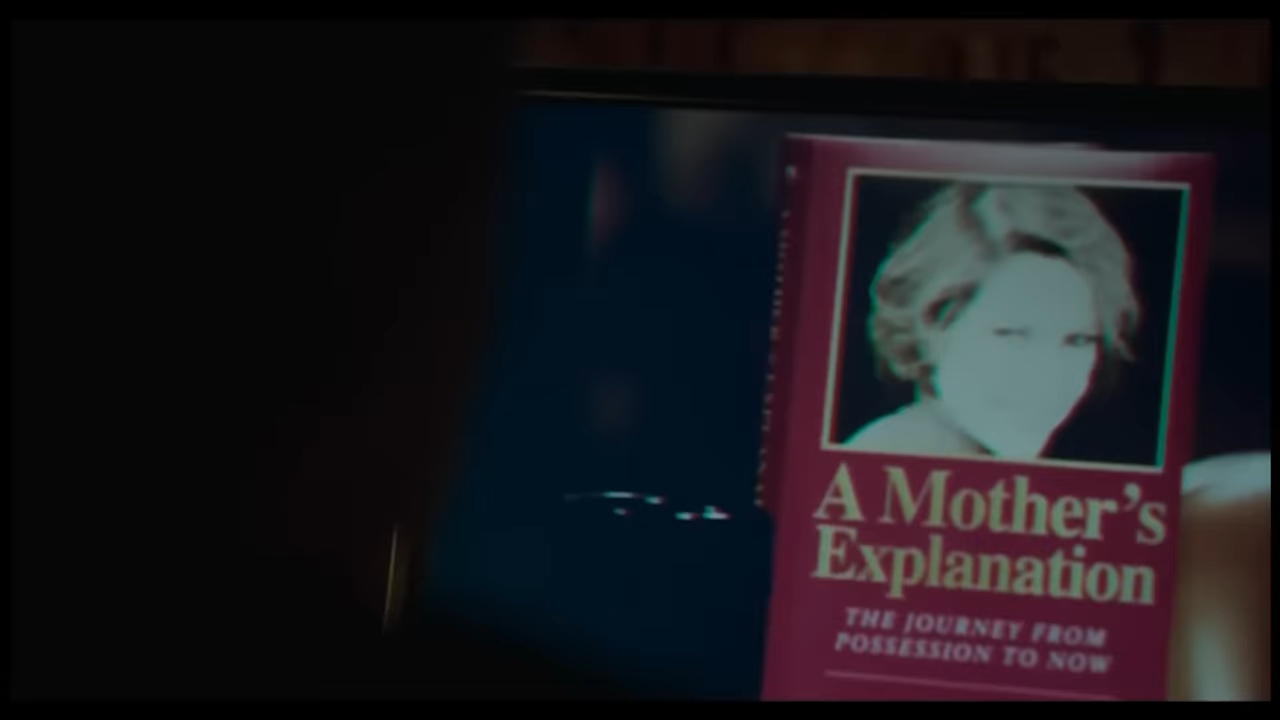 A Mother's
Explanation
THE JOURNEY FROM
POSSESSION TO NOW